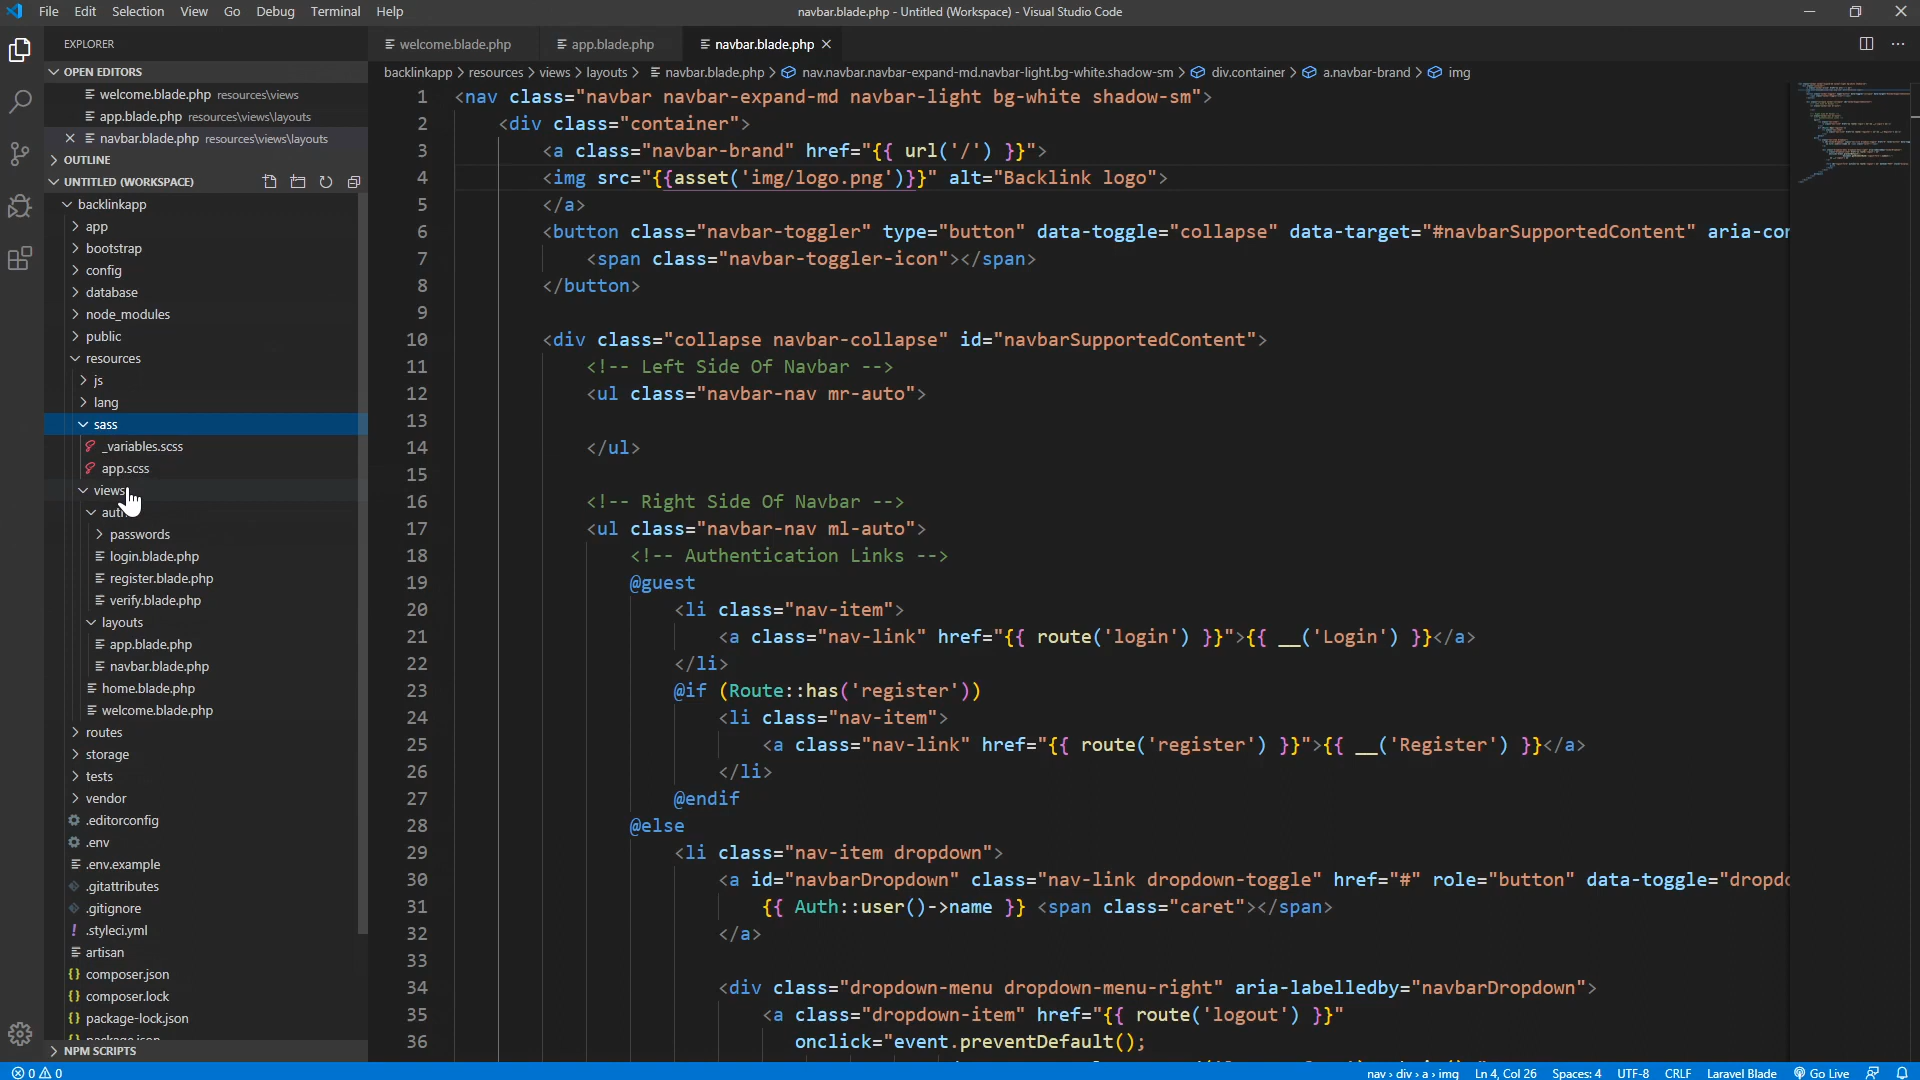 File Edit Selection View Go Debug Terminal Help
navbar.blade.php - Untitled (Workspace) - Visual Studio Code
EXPLORER
welcome.blade.php
app.blade.php
navbar.blade.php
OPEN EDITORS
welcome.blade.php resources\views
app.blade.php resources\views\layouts
navbar.blade.php resources\views\layouts
OUTLINE
UNTITLED (WORKSPACE)
backlinkapp
app
bootstrap
config
database
node_modules
public
resources
js
lang
sass
_variables.scss
app.scss
views
passwords
login.blade.php
register.blade.php
verify.blade.php
layouts
app.blade.php
navbar.blade.php
home.blade.php
welcome.blade.php
routes
storage
tests
vendor
.editorconfig
.env
.env.example
.gitattributes
.gitignore
.styleci.yml
artisan
composer.json
composer.lock
package-lock.json
package.json
NPM SCRIPTS
backlinkapp > resources > views > layouts > navbar.blade.php > nav.navbar.navbar-expand-md.navbar-light.bg-white.shadow-sm > div.container > a.navbar-brand > img
1 <nav class="navbar navbar-expand-md navbar-light bg-white shadow-sm">
2 <div class="container">
3 <a class="navbar-brand" href="{{ url('/') }}">
4 <img src="{{asset('img/logo.png')}}" alt="Backlink logo">
5 </a>
6 <button class="navbar-toggler" type="button" data-toggle="collapse" data-target="#navbarSupportedContent" aria-con
7 <span class="navbar-toggler-icon"></span>
8 </button>
9
10 <div class="collapse navbar-collapse" id="navbarSupportedContent">
11 <!-- Left Side Of Navbar -->
12 <ul class="navbar-nav mr-auto">
13
14 </ul>
15
16 <!-- Right Side Of Navbar -->
17 <ul class="navbar-nav ml-auto">
18 <!-- Authentication Links -->
19 @guest
20 <li class="nav-item">
21 <a class="nav-link" href="{{ route('login') }}">{{ __('Login') }}</a>
22 </li>
23 @if (Route::has('register'))
24 <li class="nav-item">
25 <a class="nav-link" href="{{ route('register') }}">{{ __('Register') }}</a>
26 </li>
27 @endif
28 @else
29 <li class="nav-item dropdown">
30 <a id="navbarDropdown" class="nav-link dropdown-toggle" href="#" role="button" data-toggle="dropdo
31 {{ Auth::user()->name }} <span class="caret"></span>
32 </a>
33
34 <div class="dropdown-menu dropdown-menu-right" aria-labelledby="navbarDropdown">
35 <a class="dropdown-item" href="{{ route('logout') }}"
36 onclick="event.preventDefault();
0 0
nav > div > a > img Ln 4, Col 26 Spaces: 4 UTF-8 CRLF Laravel Blade Go Live